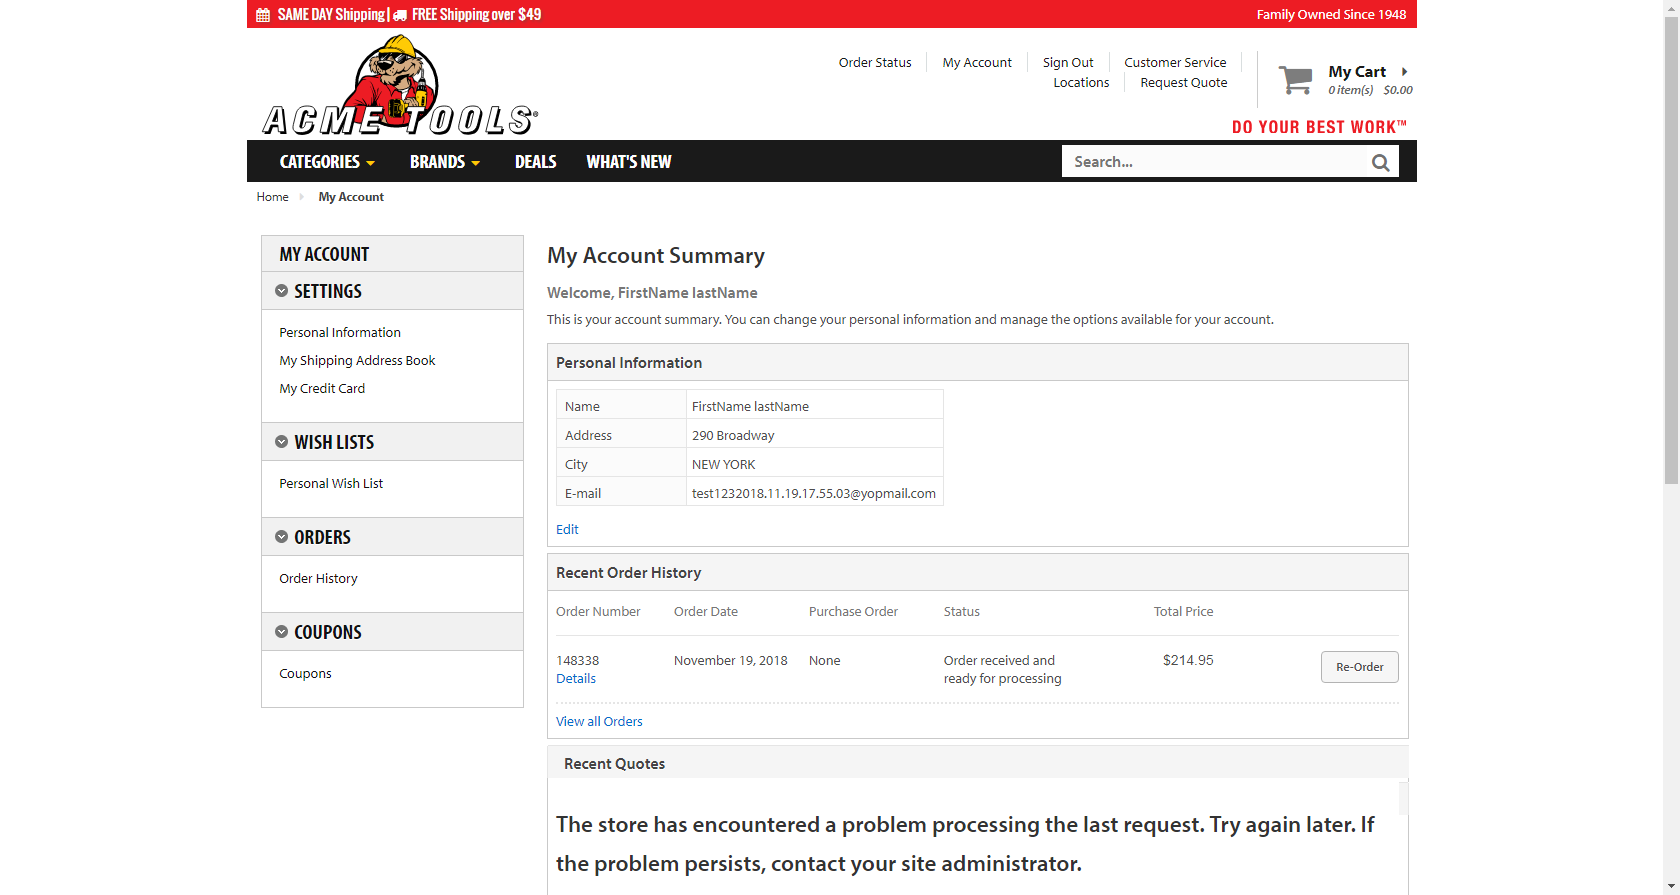 SAME DAY Shipping | FREE Shipping over $49
Family Owned Since 1948
ACME TOOLS®
Order Status
My Account
Sign Out
Customer Service
Locations
Request Quote
My Cart
0 item(s) $0.00
DO YOUR BEST WORK™
CATEGORIES
BRANDS
DEALS
WHAT'S NEW
Search...
Home
My Account
MY ACCOUNT
SETTINGS
Personal Information
My Shipping Address Book
My Credit Card
WISH LISTS
Personal Wish List
ORDERS
Order History
COUPONS
Coupons
My Account Summary
Welcome, FirstName lastName
This is your account summary. You can change your personal information and manage the options available for your account.
Personal Information
Name FirstName lastName
Address 290 Broadway
City NEW YORK
E-mail test1232018.11.19.17.55.03@yopmail.com
Edit
Recent Order History
Order Number Order Date Purchase Order Status Total Price
148338 November 19, 2018 None Order received and $214.95
Details ready for processing
Re-Order
View all Orders
Recent Quotes
The store has encountered a problem processing the last request. Try again later. If
the problem persists, contact your site administrator.